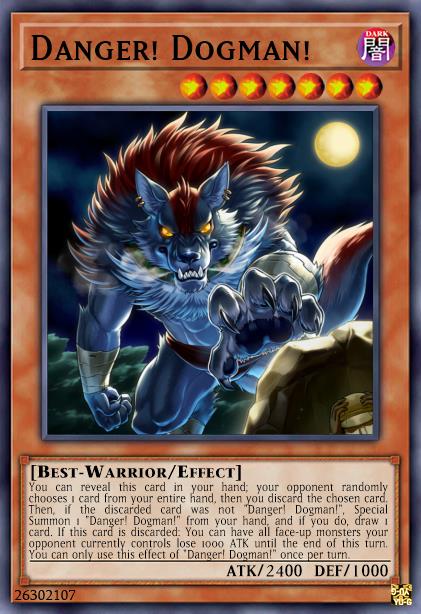 DANGER! DOGMAN!
DARK
闇
[BEST-WARRIOR/EFFECT]
You can reveal this card in your hand; your opponent randomly
chooses 1 card from your entire hand, then you discard the chosen card.
Then, if the discarded card was not "Danger! Dogman!", Special
Summon 1 "Danger! Dogman!" from your hand, and if you do, draw 1
card. If this card is discarded: You can have all face-up monsters your
opponent currently controls lose 1000 ATK until the end of this turn.
You can only use this effect of "Danger! Dogman!" once per turn.
ATK/2400 DEF/1000
26302107